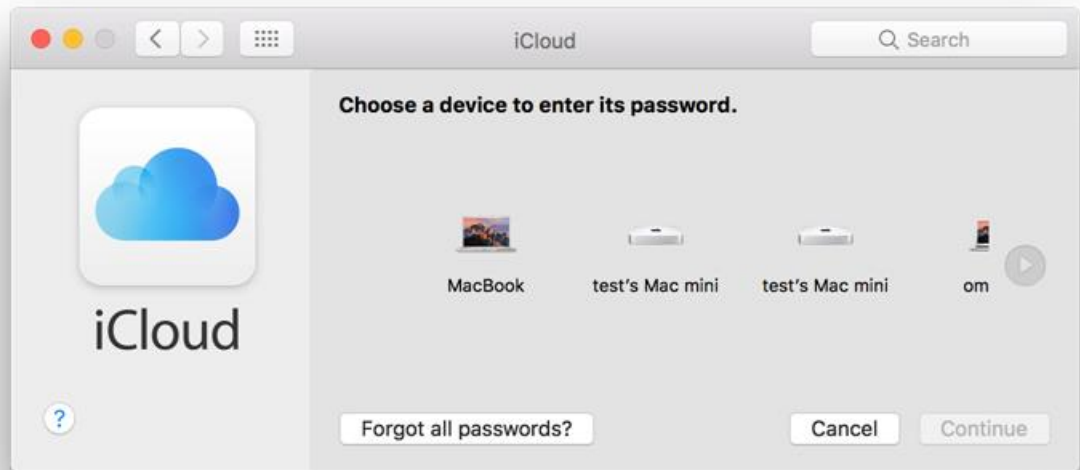 iCloud
Search
Choose a device to enter its password.
MacBook
test's Mac mini
test's Mac mini
om
iCloud
?
Forgot all passwords?
Cancel
Continue